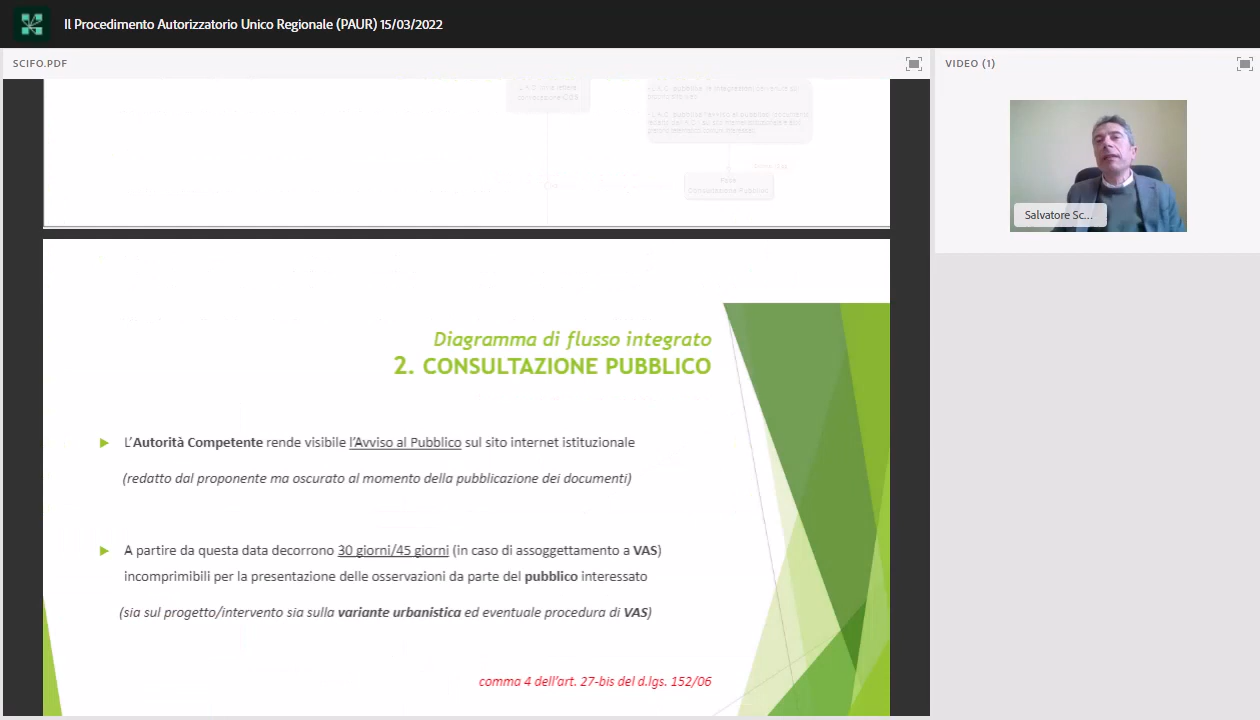 Il Procedimento Autorizzatorio Unico Regionale (PAUR) 15/03/2022
SCIFO.PDF
VIDEO (1)
Salvatore Sc...
Diagramma di flusso integrato
2. CONSULTAZIONE PUBBLICO
L'Autorità Competente rende visibile l'Avviso al Pubblico sul sito internet istituzionale
(redatto dal proponente ma oscurato al momento della pubblicazione dei documenti)
A partire da questa data decorrono 30 giorni/45 giorni (in caso di assoggettamento a VAS)
incomprimibili per la presentazione delle osservazioni da parte del pubblico interessato
(sia sul progetto/intervento sia sulla variante urbanistica ed eventuale procedura di VAS)
comma 4 dell'art. 27-bis del d.lgs. 152/06